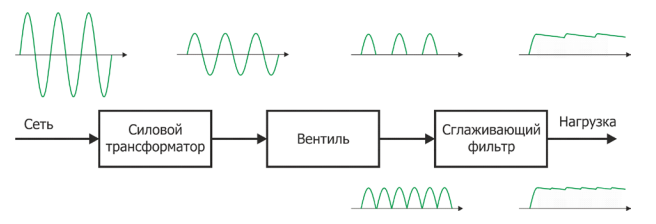 Сеть
Силовой
трансформатор
Вентиль
Сглаживающий
фильтр
Нагрузка